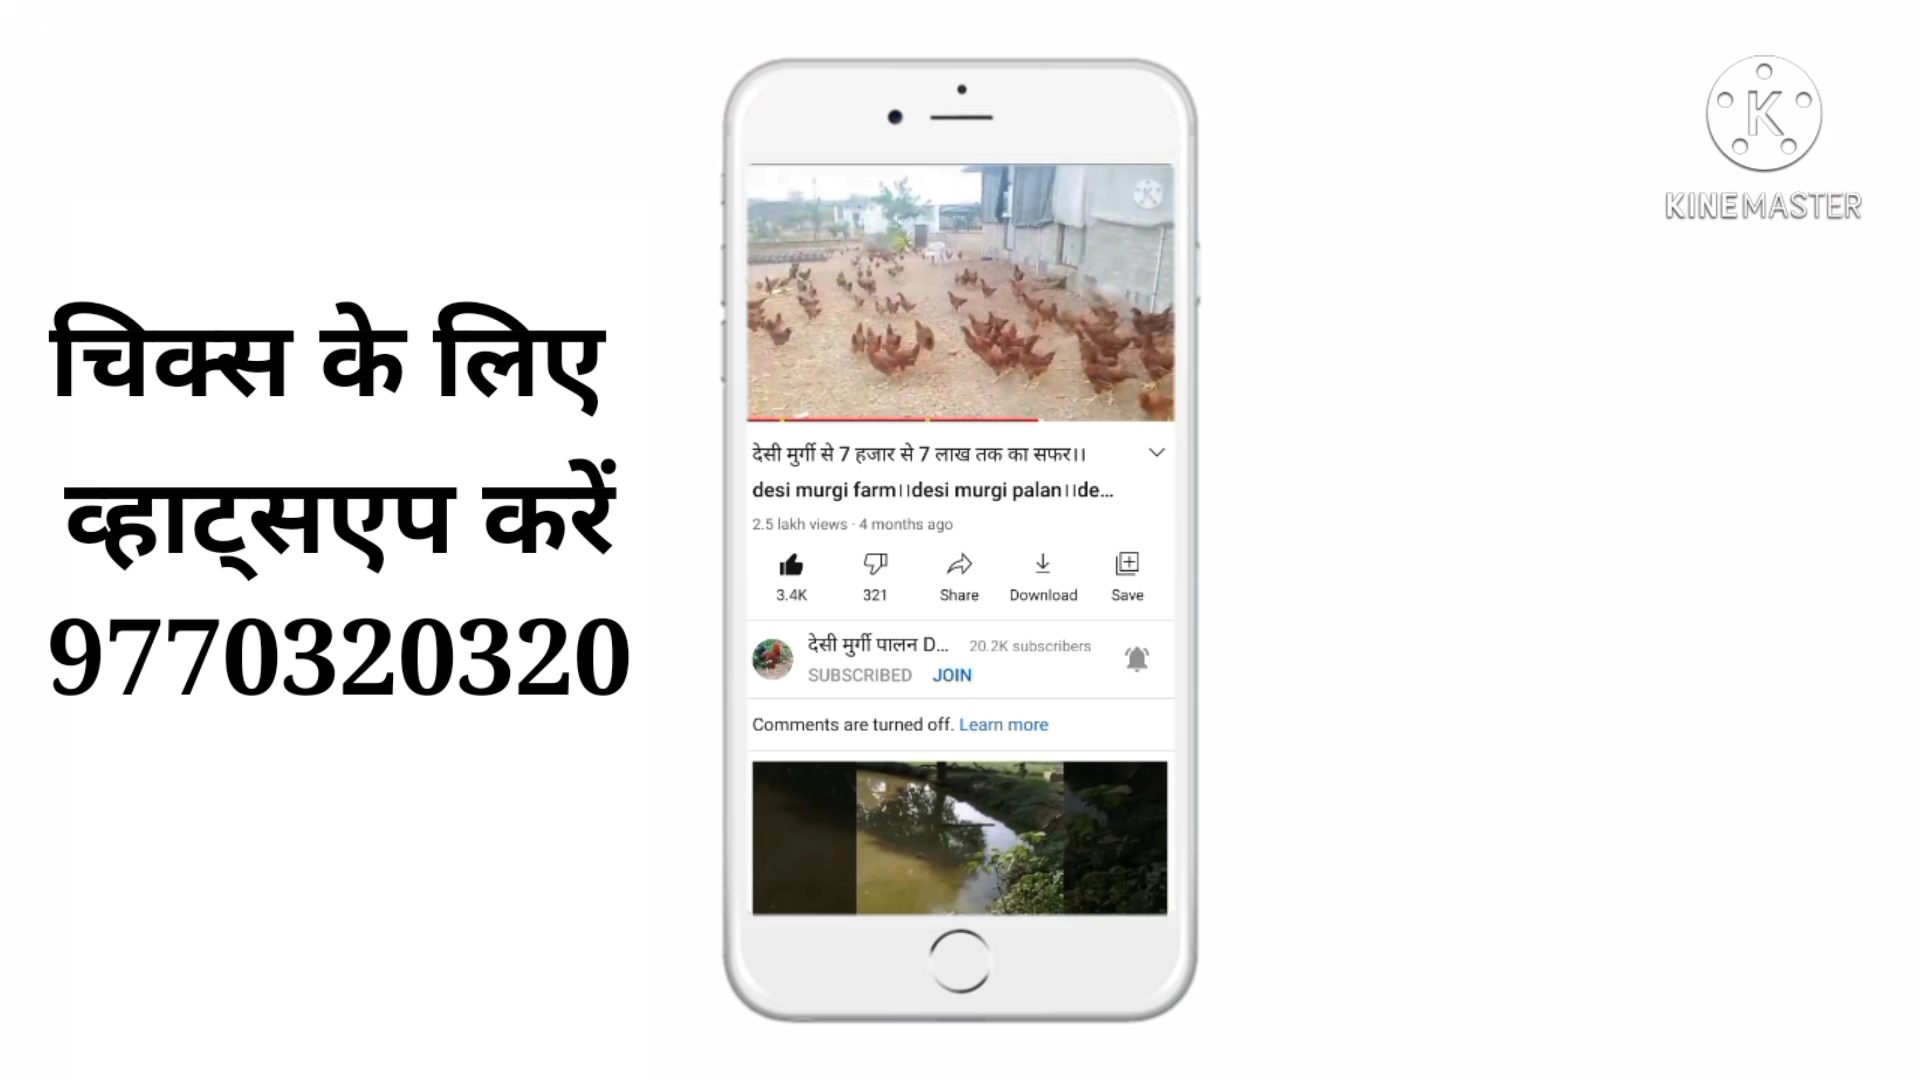 चिक्स के लिए
व्हाट्सएप करें
9770320320
K
KINEMASTER
देसी मुर्गी से 7 हजार से 7 लाख तक का सफर।।
desi murgi farm।।desi murgi palan।।de...
2.5 lakh views · 4 months ago
3.4K 321 Share Download Save
देसी मुर्गी पालन D... 20.2K subscribers
SUBSCRIBED JOIN
Comments are turned off. Learn more